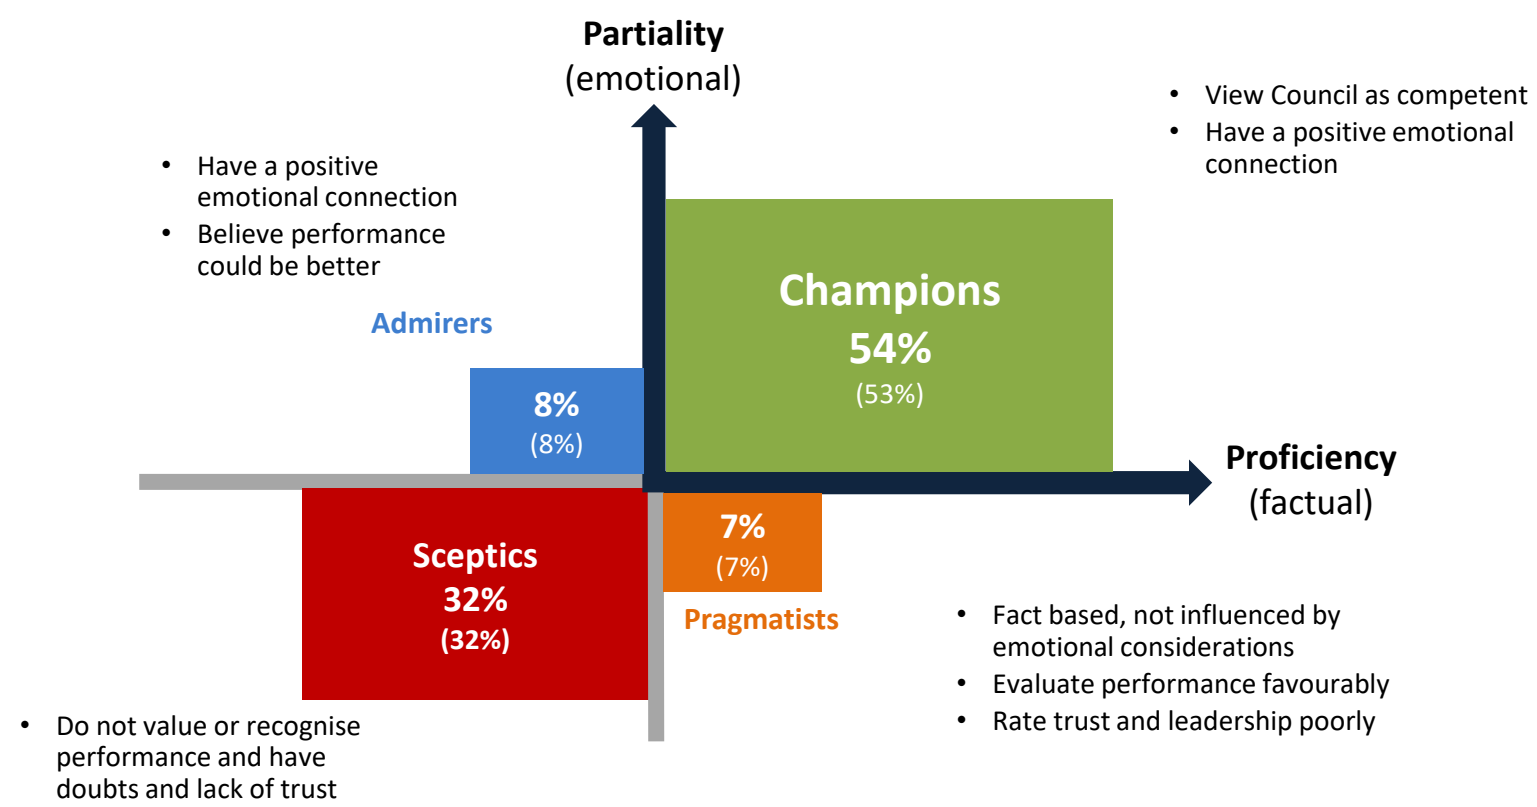 Partiality
(emotional)
• View Council as competent
• Have a positive emotional
connection
• Have a positive
emotional connection
• Believe performance
could be better
Admirers
Champions
54%
(53%)
8%
(8%)
Proficiency
(factual)
Sceptics
32%
(32%)
7%
(7%)
Pragmatists
• Fact based, not influenced by
emotional considerations
• Evaluate performance favourably
• Rate trust and leadership poorly
• Do not value or recognise
performance and have
doubts and lack of trust